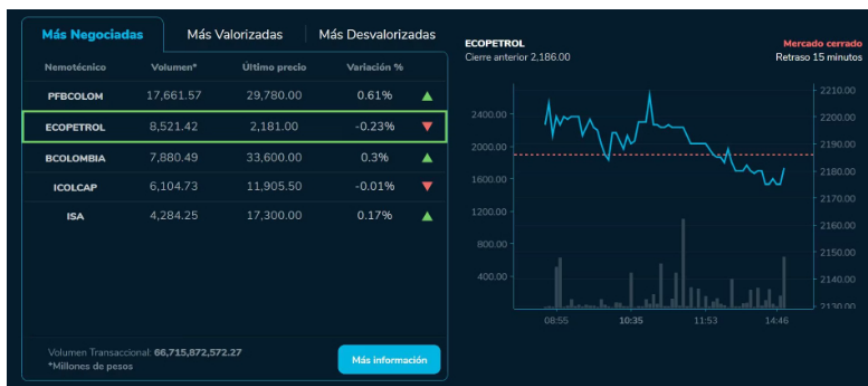 Más Negociadas Más Valorizadas Más Desvalorizadas
Nemotécnico Volumen* Último precio Variación %
PFBCOLOM 17,661.57 29,780.00 0.61%
ECOPETROL 8,521.42 2,181.00 -0.23%
BCOLOMBIA 7,880.49 33,600.00 0.3%
ICOLCAP 6,104.73 11,905.50 -0.01%
ISA 4,284.25 17,300.00 0.17%
Volumen Transaccional: 66,715,872,572.27
*Millones de pesos
Más información
ECOPETROL Mercado cerrado
Cierre anterior 2,186.00 Retraso 15 minutos
2400.00
2000.00
1600.00
1200.00
800.00
400.00
2210.00
2200.00
2190.00
2180.00
2170.00
2160.00
2150.00
2140.00
2130.00
08:55 10:35 11:53 14:46